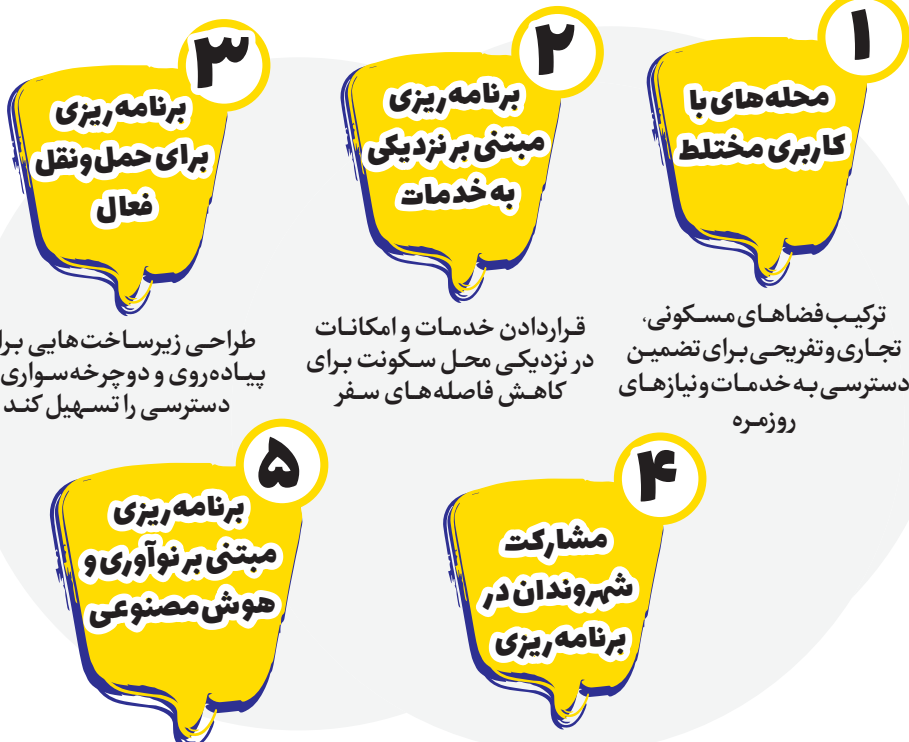 ۱
محله‌های با
کاربری مختلط
ترکیب فضاهای مسکونی،
تجاری و تفریحی برای تضمین
دسترسی به خدمات و نیازهای
روزمره
۲
برنامه‌ریزی
مبتنی بر نزدیکی
به خدمات
قراردادن خدمات و امکانات
در نزدیکی محل سکونت برای
کاهش فاصله‌های سفر
۳
برنامه‌ریزی
برای حمل‌ونقل
فعال
طراحی زیرساخت‌هایی
پیاده‌روی و دوچرخه‌سواری
دسترسی را تسهیل کند
۴
مشارکت
شهروندان در
برنامه‌ریزی
۵
برنامه‌ریزی
مبتنی بر نوآوری و
هوش مصنوعی